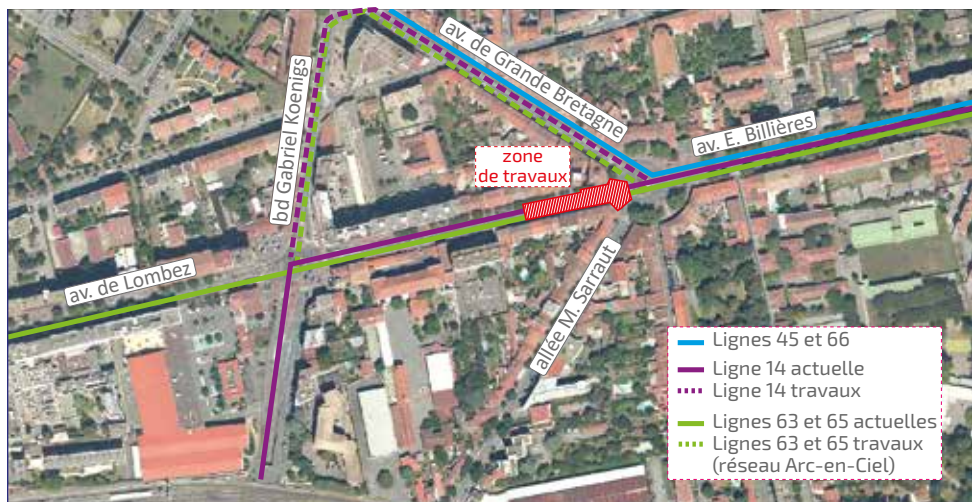 av. de Grande Bretagne
bd Gabriel Koenigs
av. E. Billières
zone
de travaux
av. de Lombez
allée M. Sarraut
Lignes 45 et 66
Ligne 14 actuelle
Ligne 14 travaux
Lignes 63 et 65 actuelles
Lignes 63 et 65 travaux
(réseau Arc-en-Ciel)